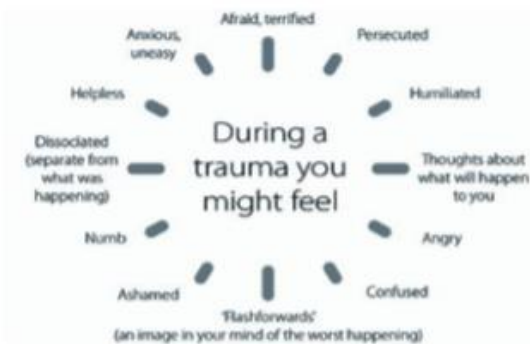 Afraid, terrified
Persecuted
Humiliated
Thoughts about
what will happen
to you
Angry
Confused
'Flashforwards'
(an image in your mind of the worst happening)
Ashamed
Numb
Dissociated
(separate from
what was
happening)
Helpless
Anxious,
uneasy
During a
trauma you
might feel